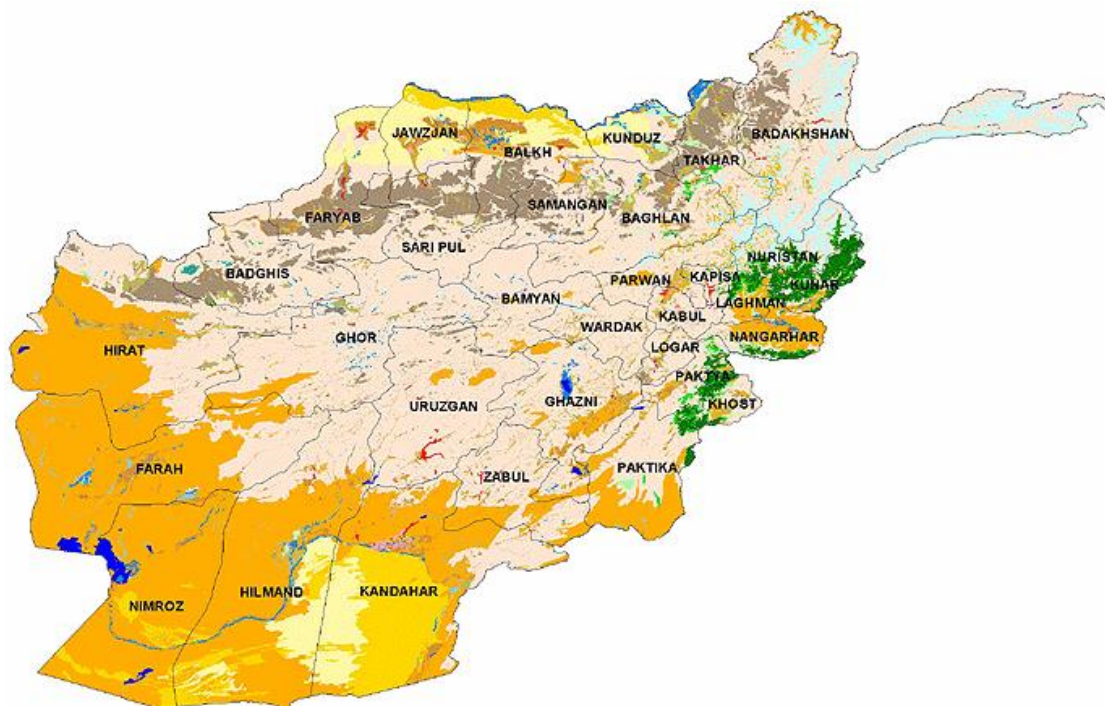 JAWZJAN
BALKH
KUNDUZ
BADAKHSHAN
TAKHAR
FARYAB
SAMANGAN
BAGHLAN
SARI PUL
BADGHIS
NURISTAN
PARWAN
KAPISA
KUNAR
BAMYAN
LAGHMAN
KABUL
WARDAK
NANGARHAR
HIRAT
GHOR
LOGAR
PAKTYA
URUZGAN
GHAZNI
KHOST
FARAH
ZABUL
PAKTIKA
NIMROZ
HILMAND
KANDAHAR